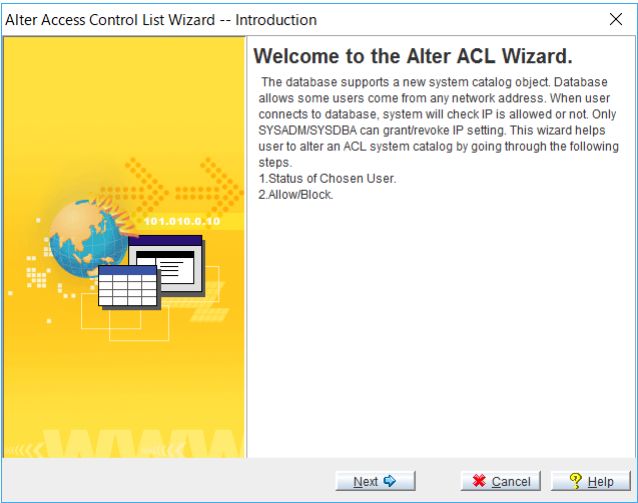 Alter Access Control List Wizard -- Introduction
Welcome to the Alter ACL Wizard.
The database supports a new system catalog object. Database
allows some users come from any network address. When user
connects to database, system will check IP is allowed or not. Only
SYSADM/SYSDBA can grant/revoke IP setting. This wizard helps
user to alter an ACL system catalog by going through the following
steps.
1.Status of Chosen User.
2.Allow/Block.
101.010.0.10
WWW
Next
Cancel
Help